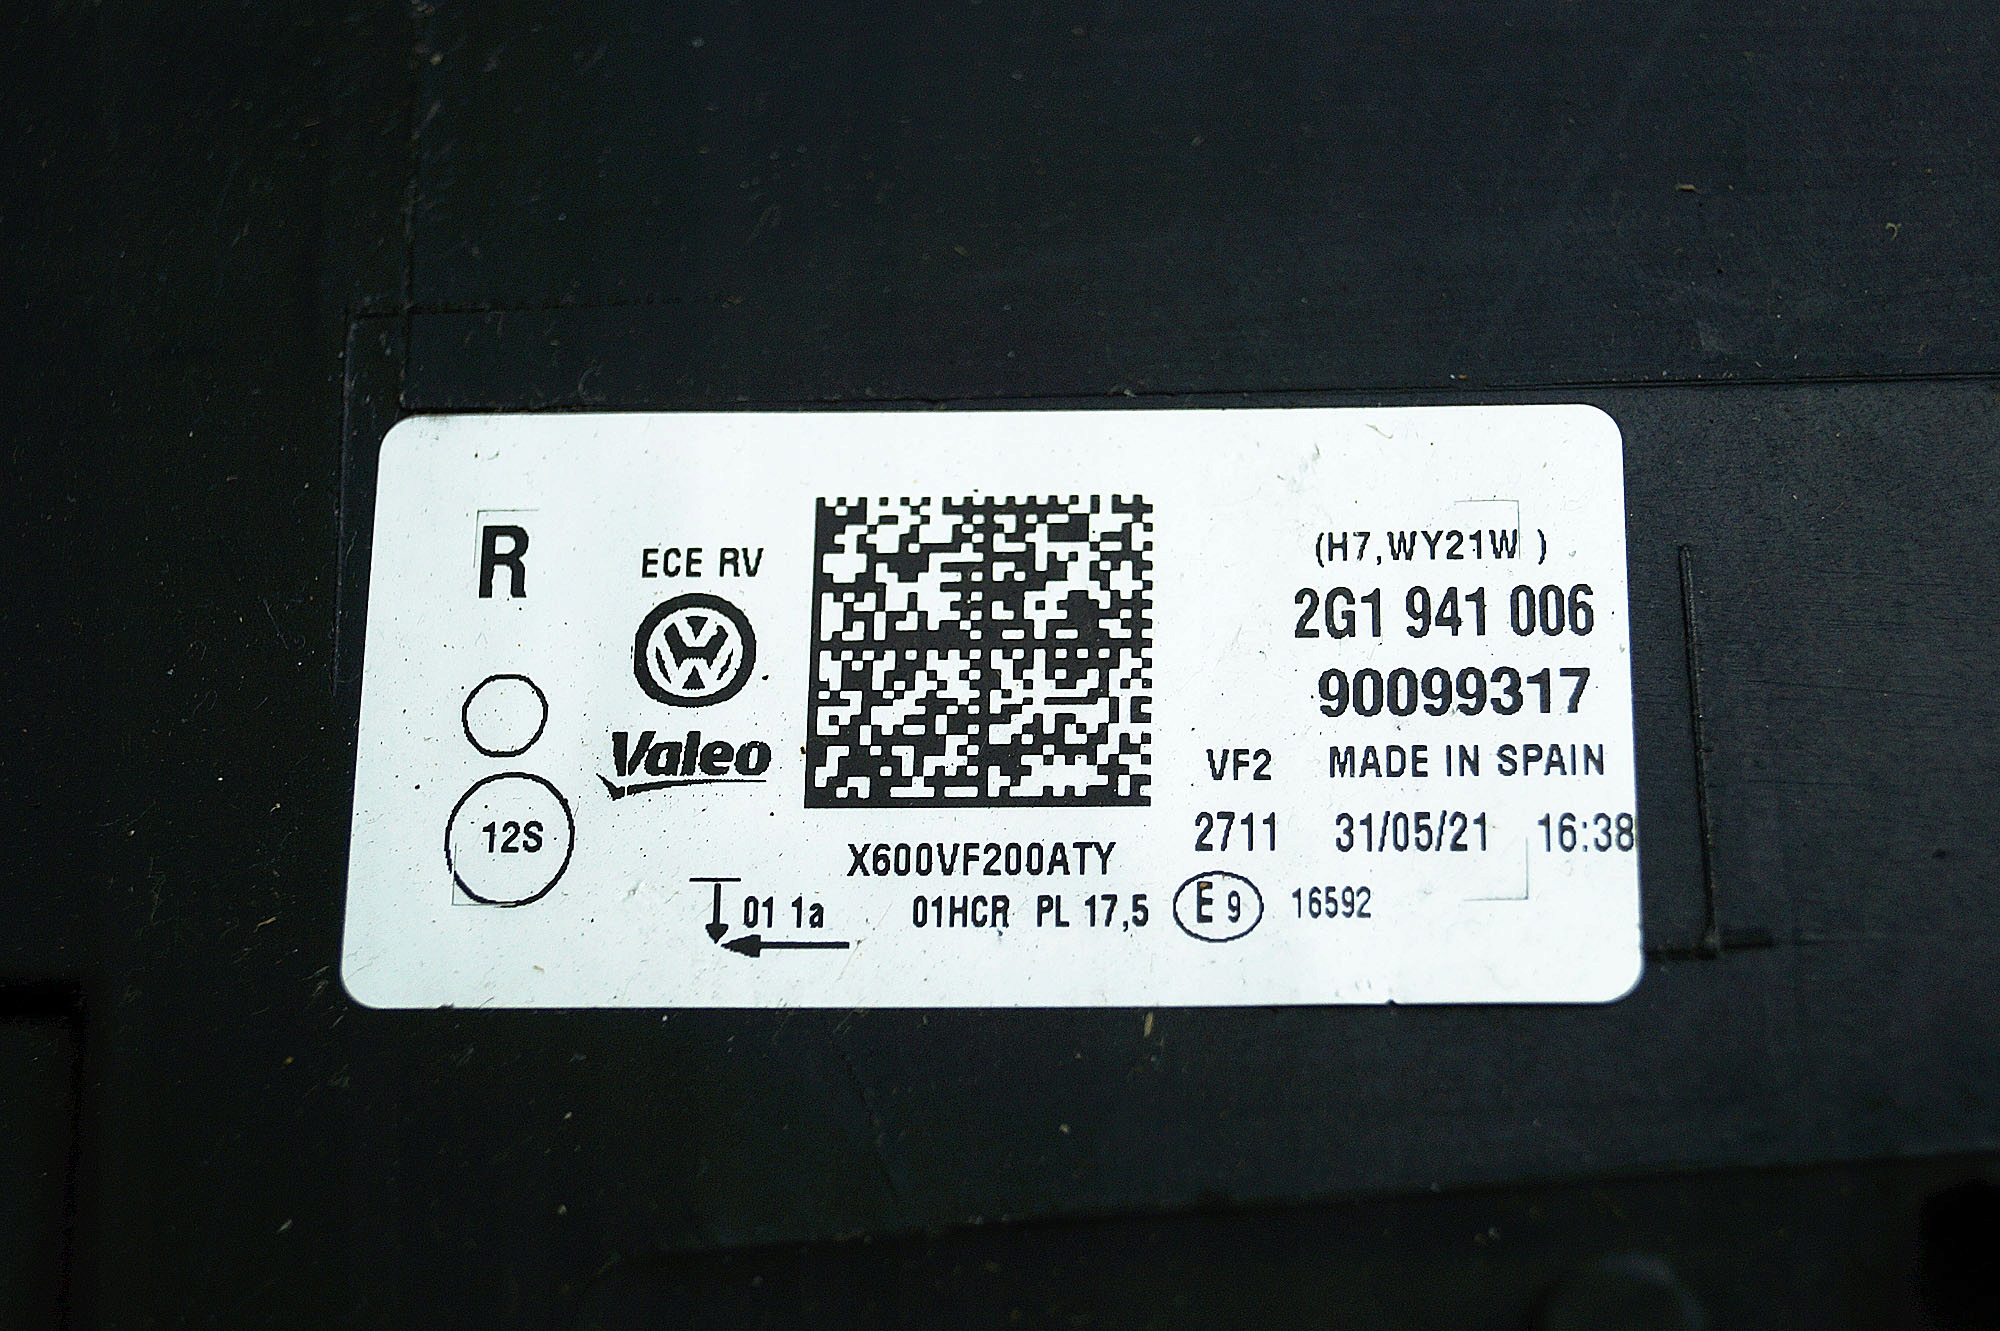 R
ECE RV
Valeo
12S
(H7,WY21W )
2G1 941 006
90099317
VF2 MADE IN SPAIN
2711 31/05/21 16:38
X600VF200ATY
01 1a 01HCR PL 17,5 E 9 16592